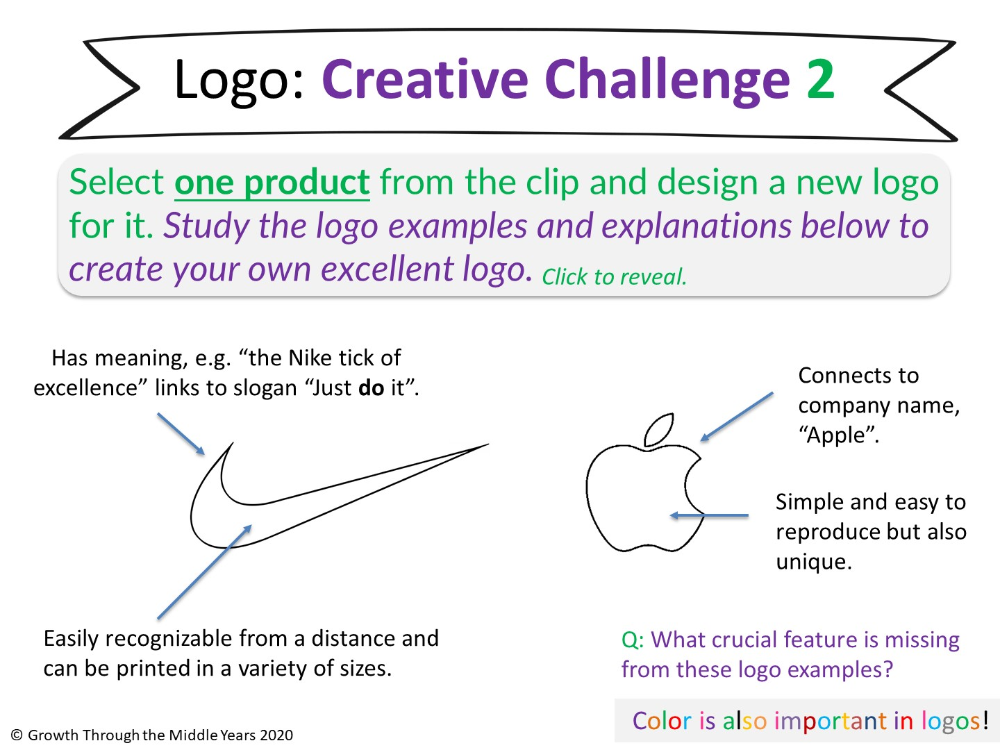 Logo: Creative Challenge 2
Select one product from the clip and design a new logo
for it. Study the logo examples and explanations below to
create your own excellent logo. Click to reveal.
Has meaning, e.g. “the Nike tick of
excellence” links to slogan “Just do it”.
Connects to
company name,
“Apple”.
Simple and easy to
reproduce but also
unique.
Easily recognizable from a distance and
can be printed in a variety of sizes.
Q: What crucial feature is missing
from these logo examples?
Color is also important in logos!
© Growth Through the Middle Years 2020